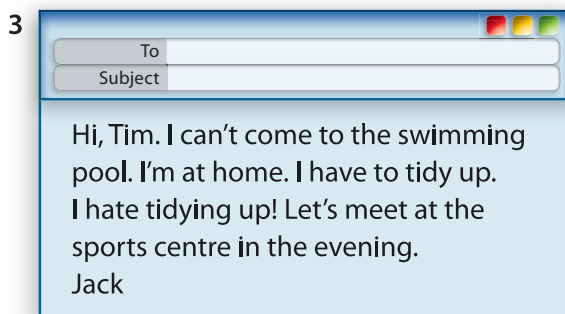 3
To
Subject
Hi, Tim. I can't come to the swimming
pool. I'm at home. I have to tidy up.
I hate tidying up! Let's meet at the
sports centre in the evening.
Jack